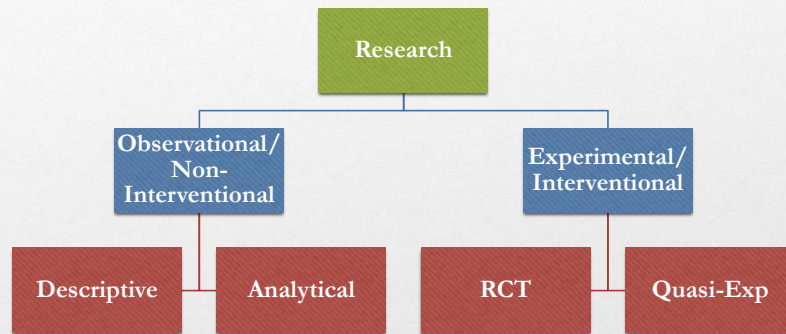 Research
Observational/
Non-
Interventional
Experimental/
Interventional
Descriptive
Analytical
RCT
Quasi-Exp